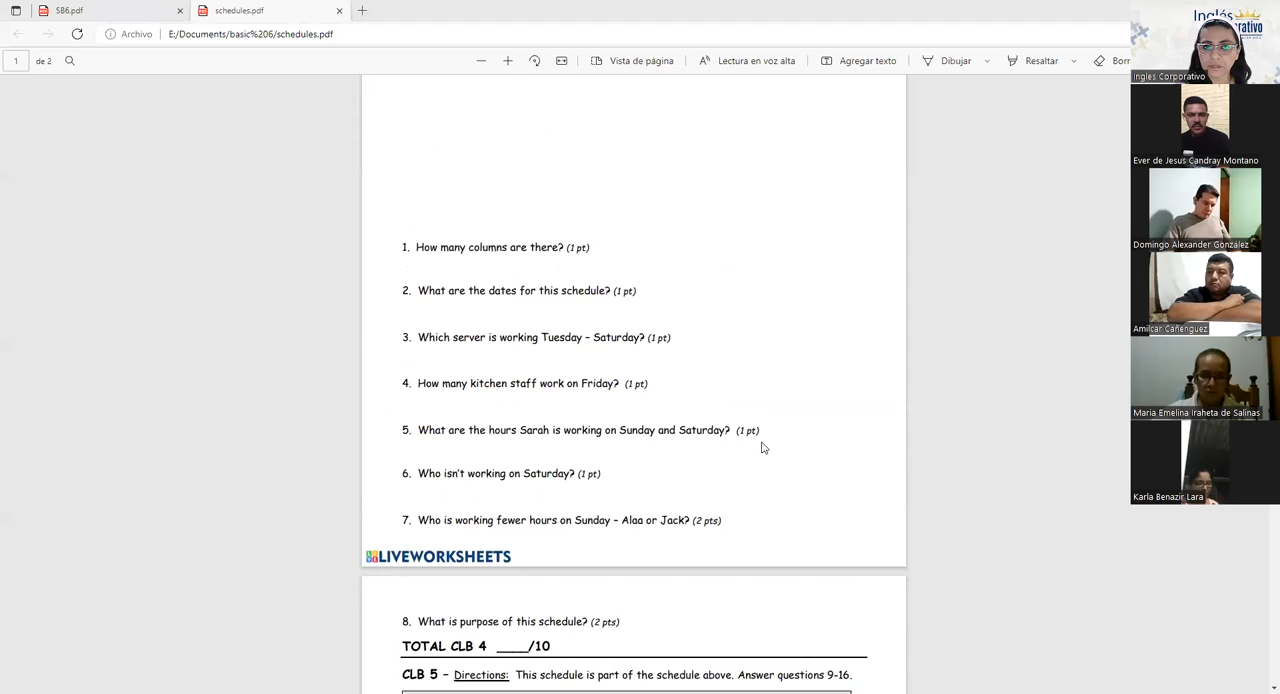 SB6.pdf
schedules.pdf
Archivo
E:/Documents/basic%206/schedules.pdf
1
de 2
Vista de página
Lectura en voz alta
Agregar texto
Dibujar
Resaltar
Borr
1. How many columns are there? (1 pt)
2. What are the dates for this schedule? (1 pt)
3. Which server is working Tuesday – Saturday? (1 pt)
4. How many kitchen staff work on Friday? (1 pt)
5. What are the hours Sarah is working on Sunday and Saturday? (1 pt)
6. Who isn't working on Saturday? (1 pt)
7. Who is working fewer hours on Sunday – Alaa or Jack? (2 pts)
LIVEWORKSHEETS
8. What is purpose of this schedule? (2 pts)
TOTAL CLB 4 ____/10
CLB 5 – Directions: This schedule is part of the schedule above. Answer questions 9-16.
Inglés
Ingles Corporativo
Ever de Jesus Candray Montano
Domingo Alexander González
Amilcar Cañenguez
Maria Emelina Iraheta de Salinas
Karla Benazir Lara